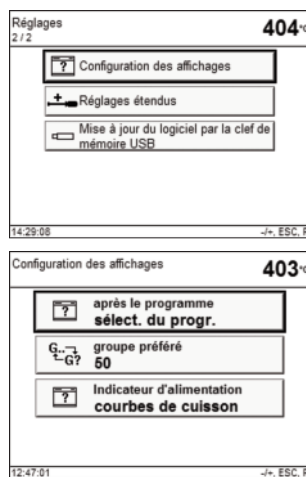 Réglages
2 / 2
404
? Configuration des affichages
Réglages étendus
Mise à jour du logiciel par la clef de
mémoire USB
14:29:08
-/+, ESC,
Configuration des affichages
403
? après le programme
sélect. du progr.
G.. G? groupe préféré
50
? Indicateur d'alimentation
courbes de cuisson
12:47:01
-/+, ESC,